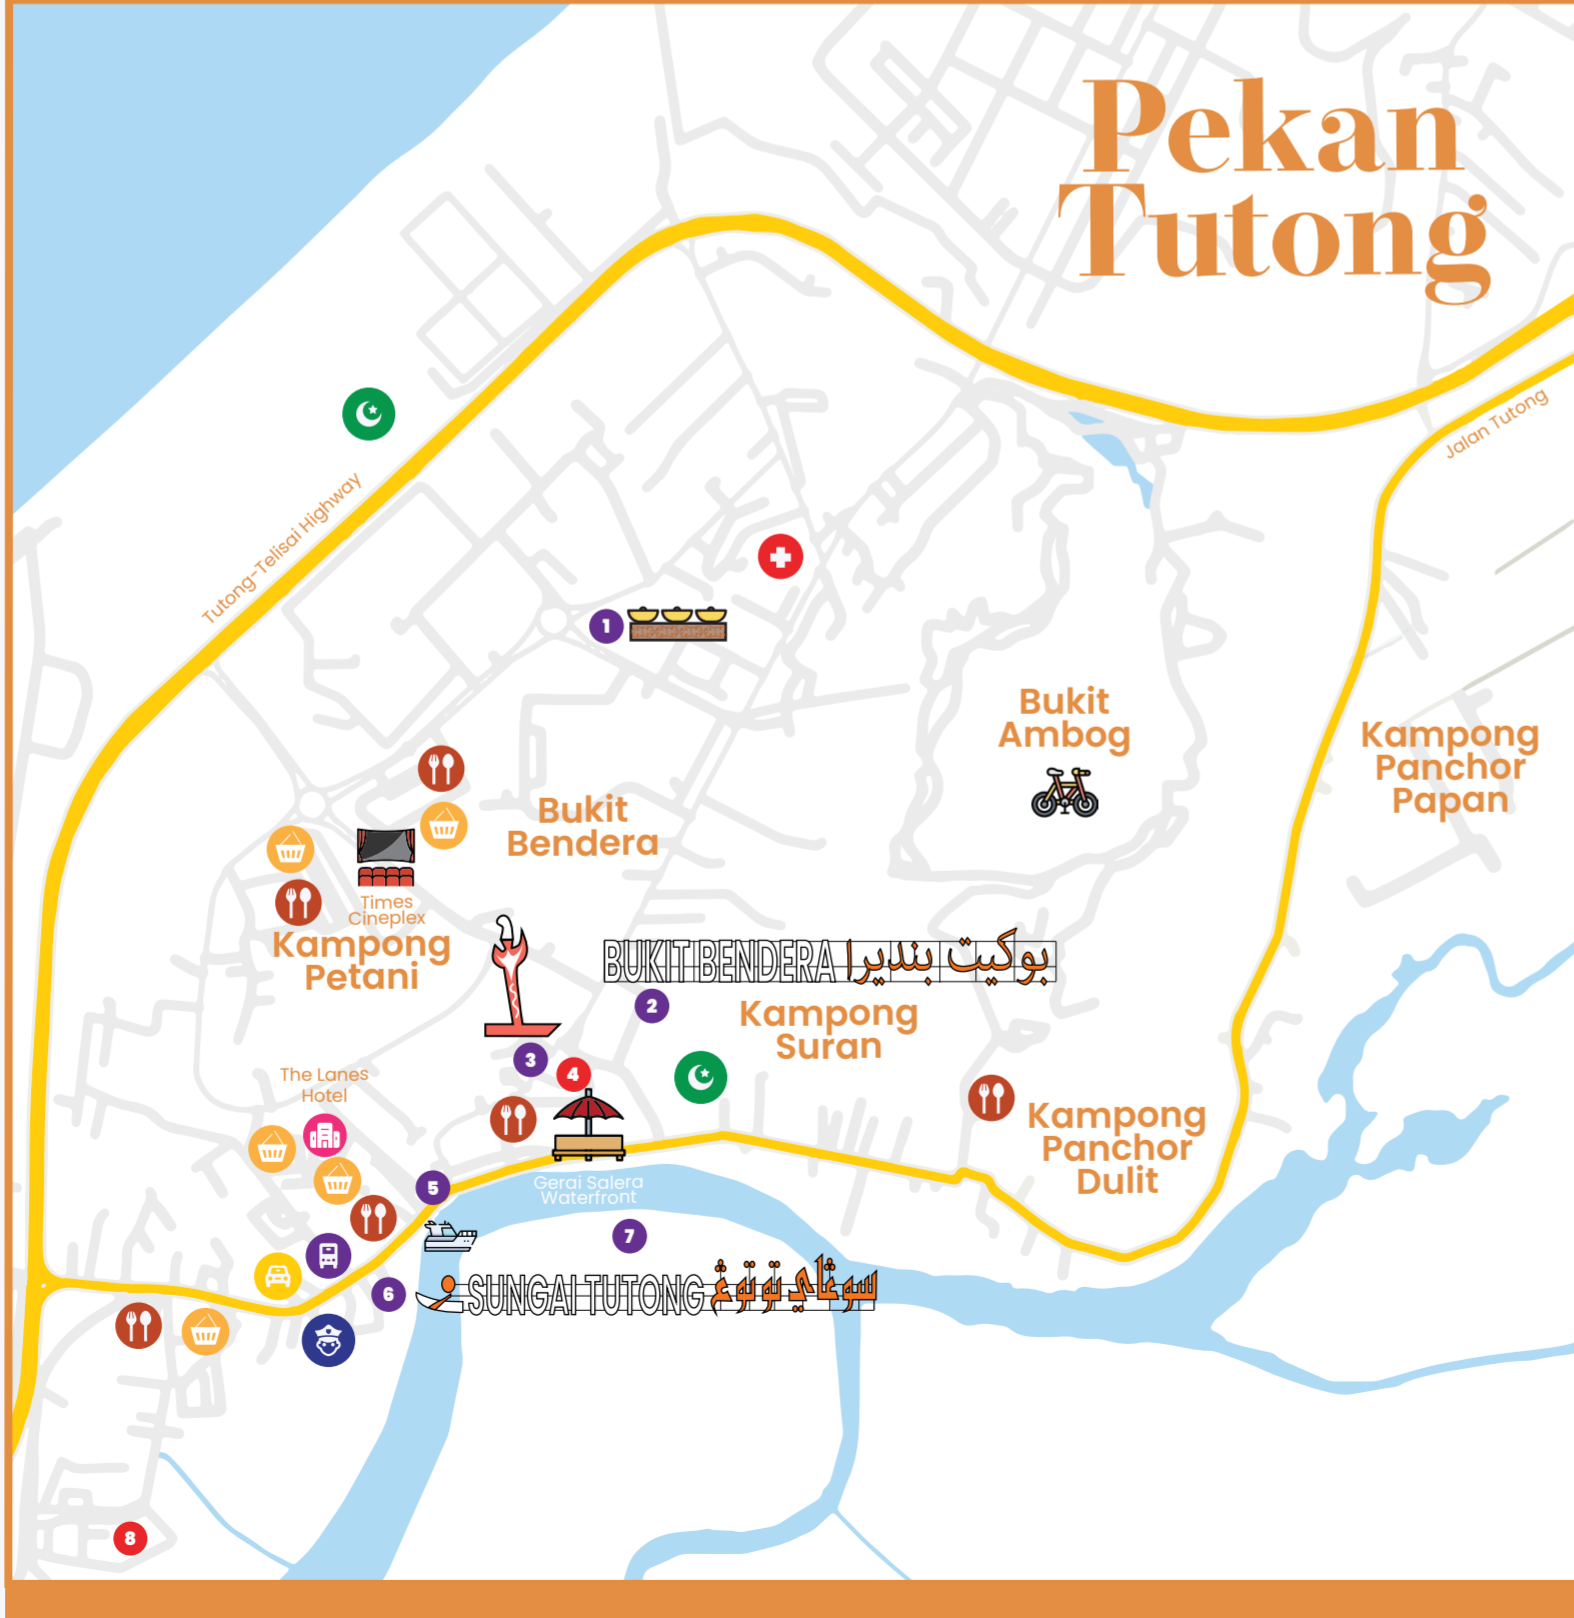 Pekan
Tutong
Jalan Tutong
Tutong-Telisai Highway
1
Bukit
Ambog
Kampong
Panchor
Papan
Bukit
Bendera
Times
Cineplex
Kampong
Petani
BUKIT BENDERA بوكيت بنديرا
2
Kampong
Suran
3
4
The Lanes
Hotel
Kampong
Panchor
Dulit
5
Gerai Salera
Waterfront
7
6
SUNGAI TUTONG سوڠاي توتوڠ
8